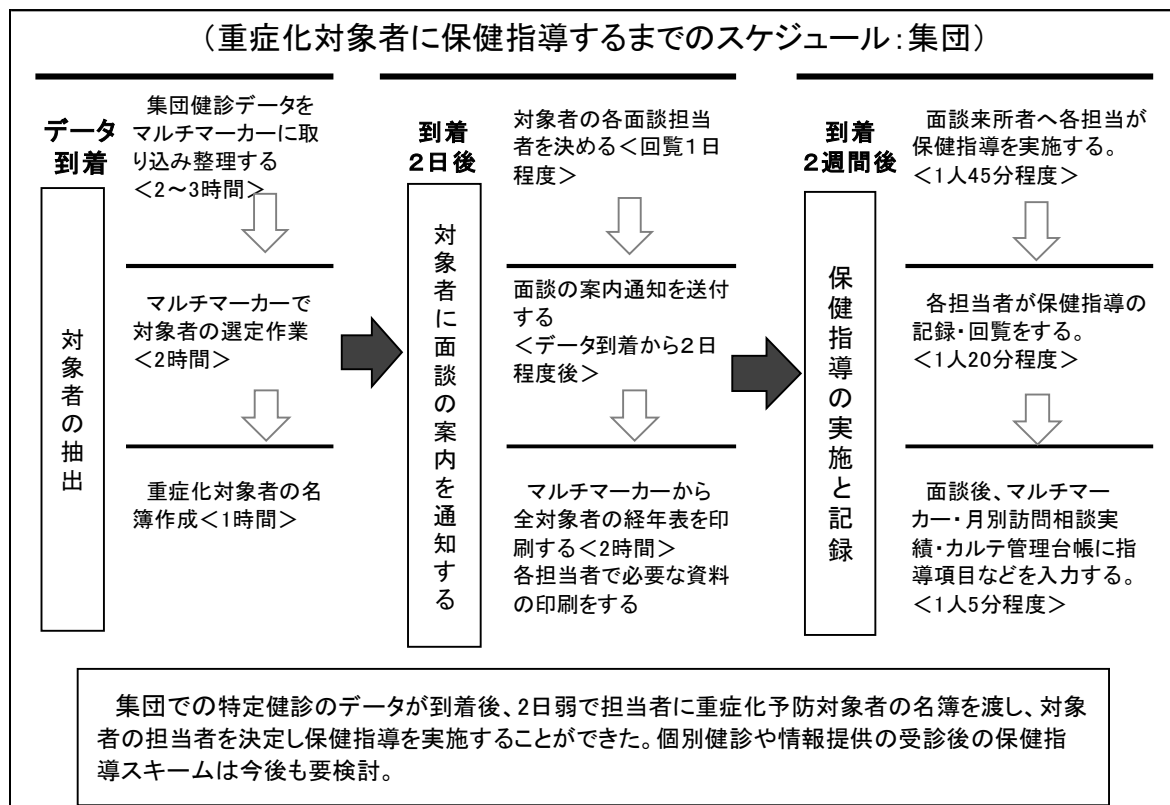 （重症化対象者に保健指導するまでのスケジュール：集団）
データ
到着
対象者の抽出
集団健診データを
マルチマーカーに取
り込み整理する
＜2～3時間＞
マルチマーカーで
対象者の選定作業
＜2時間＞
重症化対象者の名
簿作成＜1時間＞
到着
2日後
対象者に面談の案内を通知する
対象者の各面談担当
者を決める＜回覧1日
程度＞
面談の案内通知を送付
する
＜データ到着から2日
程度後＞
マルチマーカーから
全対象者の経年表を印
刷する＜2時間＞
各担当者で必要な資料
の印刷をする
到着
2週間後
保健指導の実施と記録
面談来所者へ各担当が
保健指導を実施する。
＜1人45分程度＞
各担当者が保健指導の
記録・回覧をする。
＜1人20分程度＞
面談後、マルチマー
カー・月別訪問相談実
績・カルテ管理台帳に指
導項目などを入力する。
＜1人5分程度＞
集団での特定健診のデータが到着後、2日弱で担当者に重症化予防対象者の名簿を渡し、対象
者の担当者を決定し保健指導を実施することができた。個別健診や情報提供の受診後の保健指
導スキームは今後も要検討。